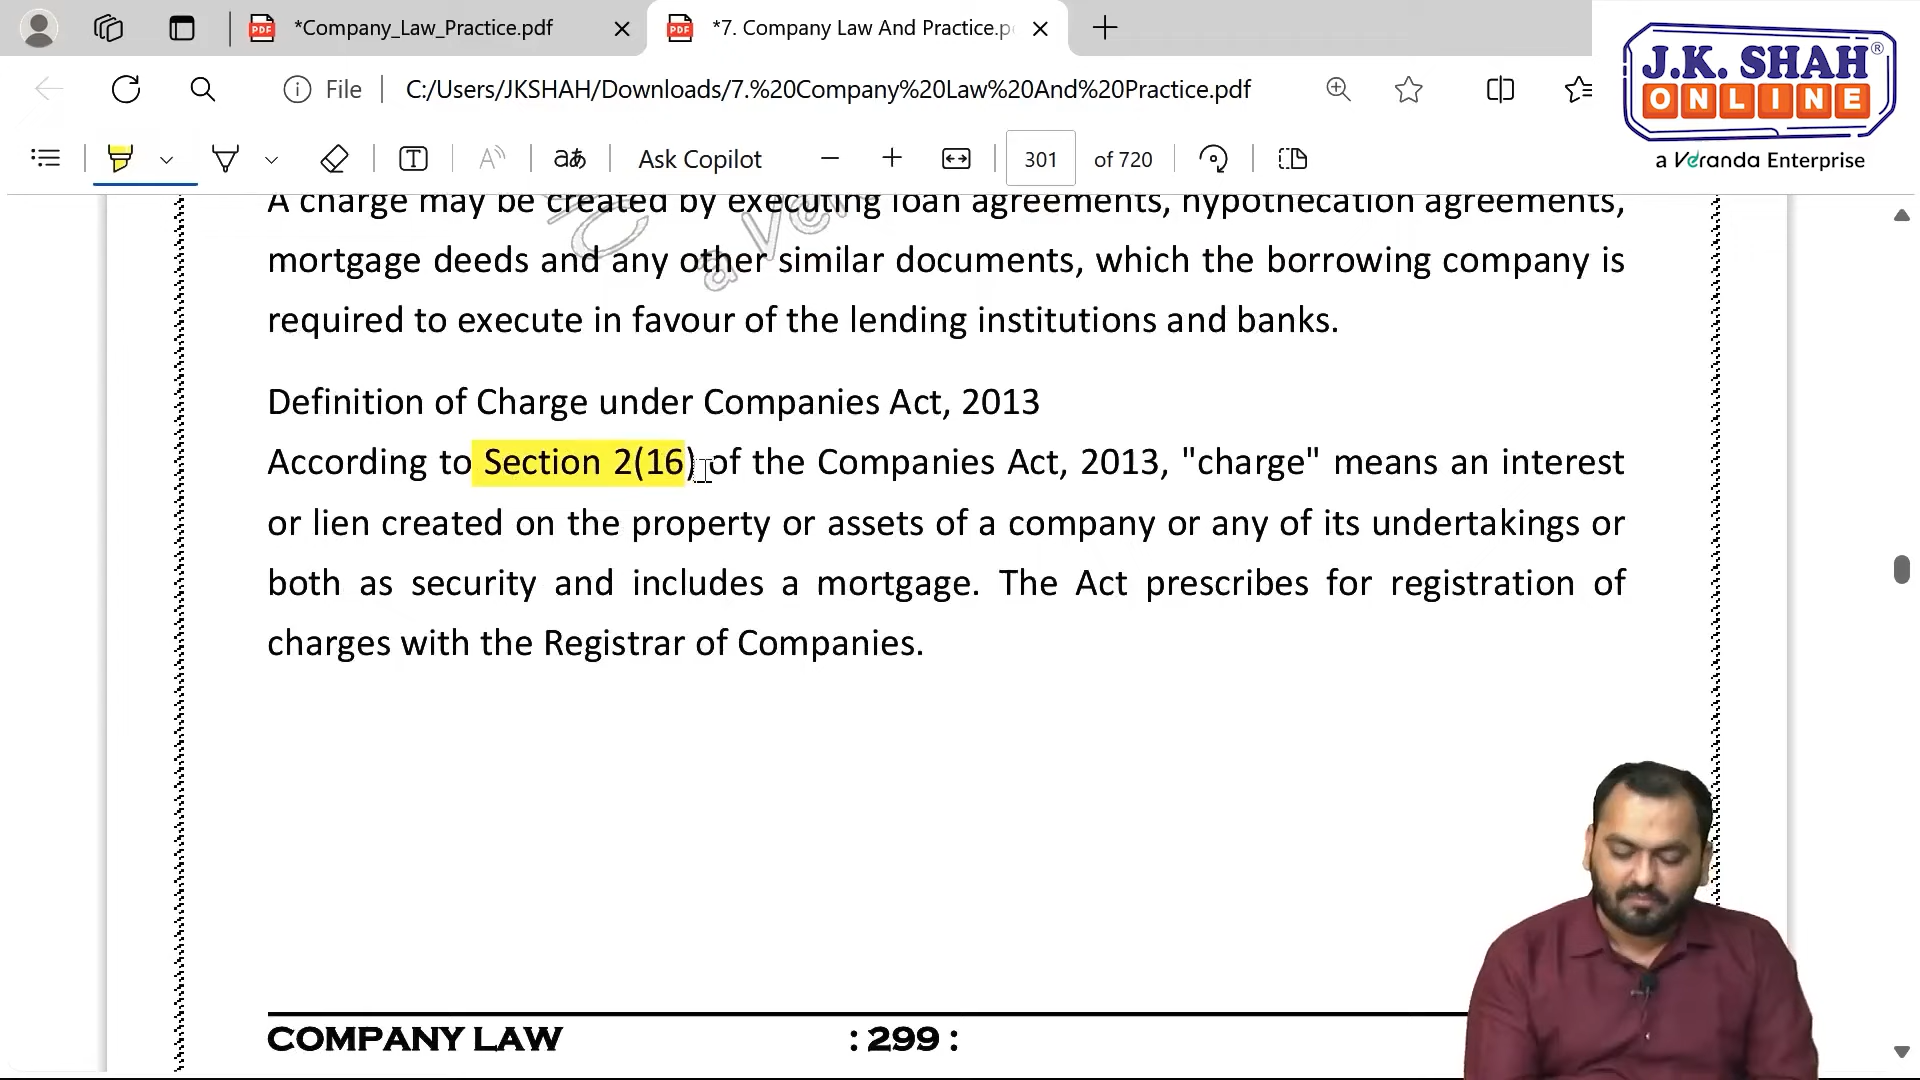 *Company_Law_Practice.pdf
*7. Company Law And Practice.p
File
C:/Users/JKSHAH/Downloads/7.%20Company%20Law%20And%20Practice.pdf
J.K. SHAH®
ONLINE
a Veranda Enterprise
Ask Copilot
301 of 720
A charge may be created by executing loan agreements, hypothecation agreements,
mortgage deeds and any other similar documents, which the borrowing company is
required to execute in favour of the lending institutions and banks.
Definition of Charge under Companies Act, 2013
According to Section 2(16) of the Companies Act, 2013, "charge" means an interest
or lien created on the property or assets of a company or any of its undertakings or
both as security and includes a mortgage. The Act prescribes for registration of
charges with the Registrar of Companies.
COMPANY LAW : 299 :